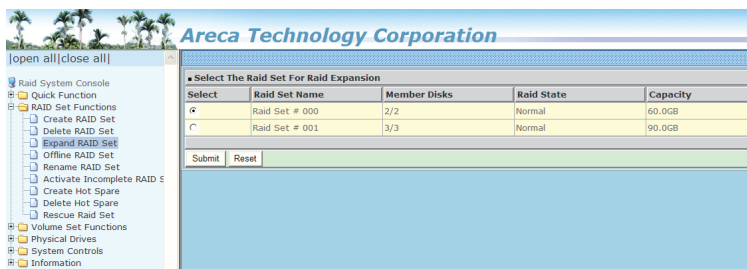 Areca Technology Corporation
|open all|close all|
Raid System Console
Quick Function
RAID Set Functions
Create RAID Set
Delete RAID Set
Expand RAID Set
Offline RAID Set
Rename RAID Set
Activate Incomplete RAID S
Create Hot Spare
Delete Hot Spare
Rescue Raid Set
Volume Set Functions
Physical Drives
System Controls
Information
Select The Raid Set For Raid Expansion
Select Raid Set Name Member Disks Raid State Capacity
Raid Set # 000 2/2 Normal 60.0GB
Raid Set # 001 3/3 Normal 90.0GB
Submit Reset